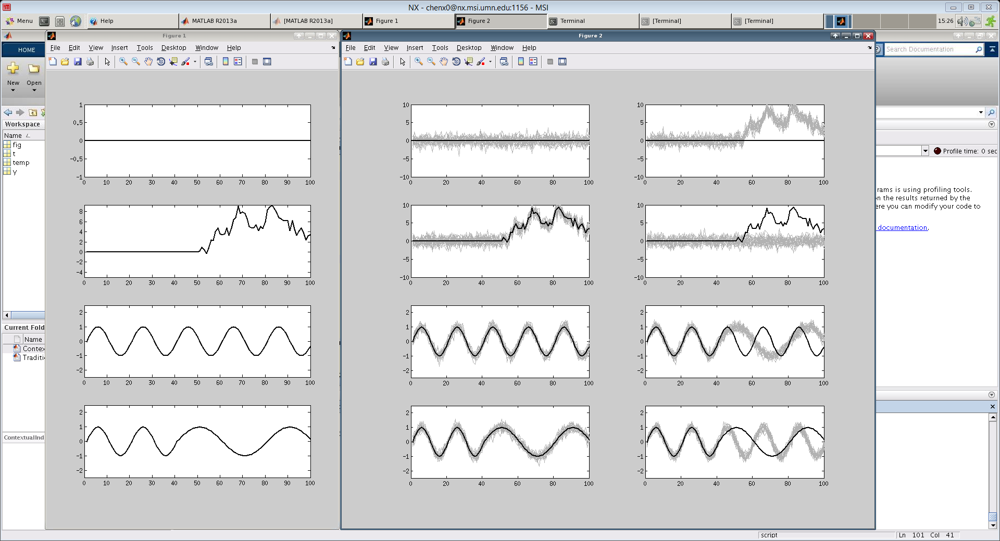 NX - chenx0@nx.msi.umn.edu:1156 - MSI
Menu Help MATLAB R2013a [MATLAB R2013a] Figure 1 Figure 2 Terminal [Terminal] [Terminal] 15:26
Figure 1
File Edit View Insert Tools Desktop Window Help
Figure 2
File Edit View Insert Tools Desktop Window Help
HOME
Search Documentation
New
Open
Workspace
Name
fig
t
temp
y
Profile time: 0 sec
rams is using profiling tools.
on the results returned by the
ere you can modify your code to
documentation.
Current Fold
Name
Contex
Traditi
ContextualInd
1
0.5
0
-0.5
-1
0 10 20 30 40 50 60 70 80 90 100
8
6
4
2
0
-2
-4
0 10 20 30 40 50 60 70 80 90 100
2
1
0
-1
-2
0 10 20 30 40 50 60 70 80 90 100
2
1
0
-1
-2
0 10 20 30 40 50 60 70 80 90 100
10
5
0
-5
-10
0 20 40 60 80 100
10
5
0
-5
-10
0 20 40 60 80 100
10
5
0
-5
-10
0 20 40 60 80 100
10
5
0
-5
-10
0 20 40 60 80 100
2
1
0
-1
-2
0 20 40 60 80 100
2
1
0
-1
-2
0 20 40 60 80 100
2
1
0
-1
-2
0 20 40 60 80 100
2
1
0
-1
-2
0 20 40 60 80 100
script
Ln 101 Col 41